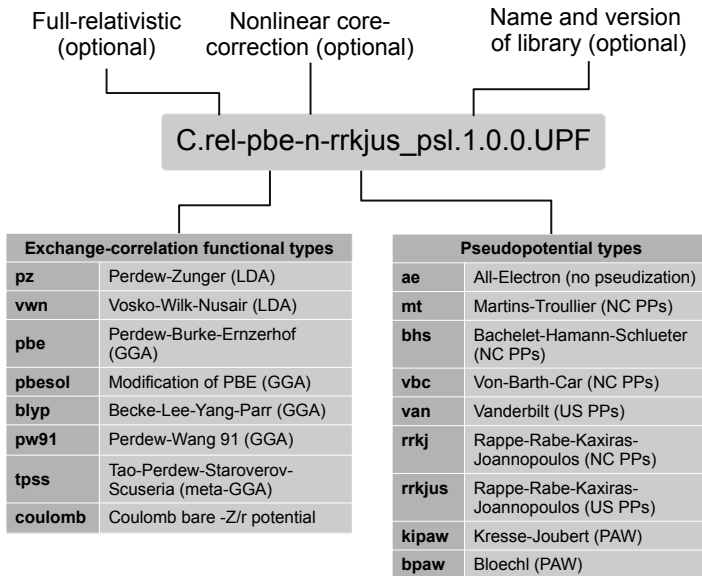 Full-relativistic
(optional)
Nonlinear core-
correction (optional)
Name and version
of library (optional)
C.rel-pbe-n-rrkjus_psl.1.0.0.UPF
Exchange-correlation functional types
pz Perdew-Zunger (LDA)
vwn Vosko-Wilk-Nusair (LDA)
pbe Perdew-Burke-Ernzerhof
(GGA)
pbesol Modification of PBE (GGA)
blyp Becke-Lee-Yang-Parr (GGA)
pw91 Perdew-Wang 91 (GGA)
tpss Tao-Perdew-Staroverov-
Scuseria (meta-GGA)
coulomb Coulomb bare -Z/r potential
Pseudopotential types
ae All-Electron (no pseudization)
mt Martins-Troullier (NC PPs)
bhs Bachelet-Hamann-Schlueter
(NC PPs)
vbc Von-Barth-Car (NC PPs)
van Vanderbilt (US PPs)
rrkj Rappe-Rabe-Kaxiras-
Joannopoulos (NC PPs)
rrkjus Rappe-Rabe-Kaxiras-
Joannopoulos (US PPs)
kipaw Kresse-Joubert (PAW)
bpaw Bloechl (PAW)